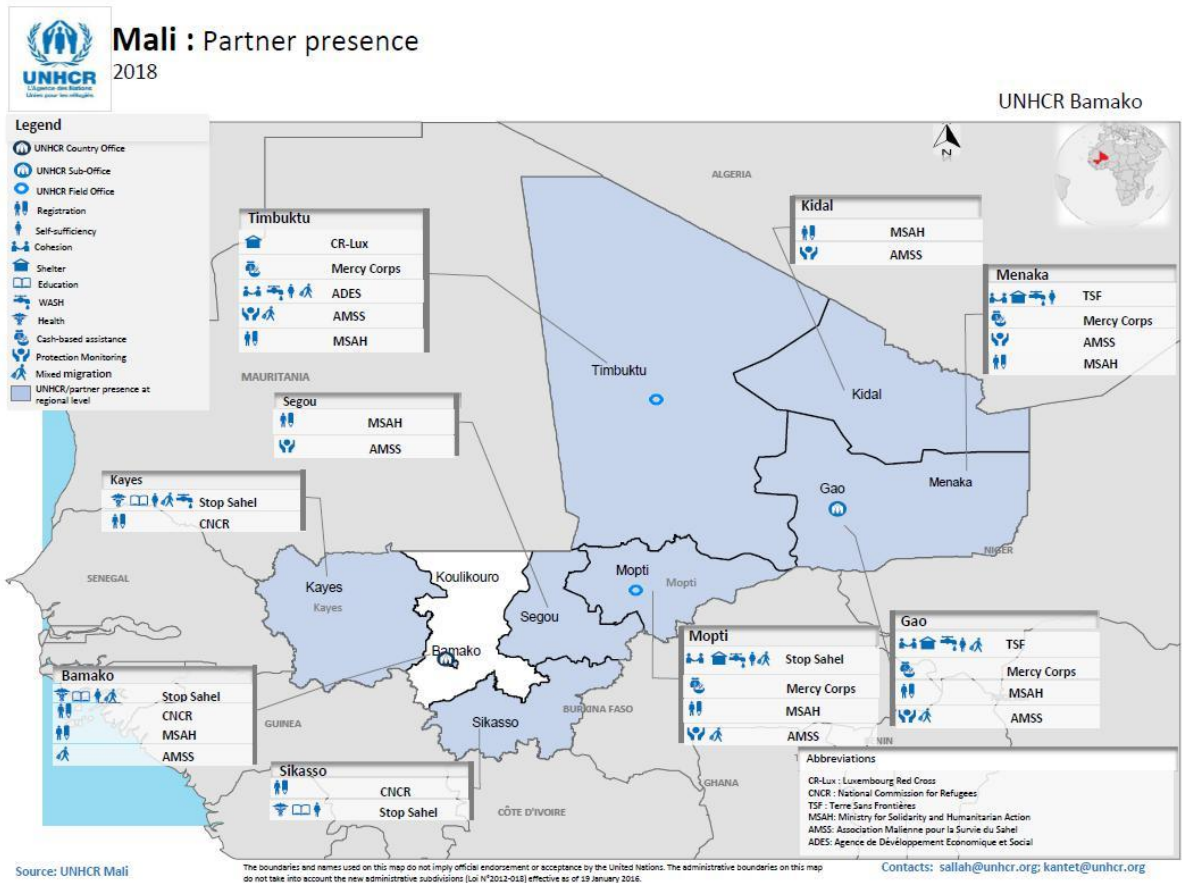 UNHCR
L'Agence des Nations
Unies pour les réfugiés
Mali : Partner presence
2018
UNHCR Bamako
Legend
UNHCR Country Office
UNHCR Sub-Office
UNHCR Field Office
Registration
Self-sufficiency
Cohesion
Shelter
Education
WASH
Health
Cash-based assistance
Protection Monitoring
Mixed migration
UNHCR/partner presence at
regional level
N
ALGERIA
MAURITANIA
SENEGAL
GUINEA
CÔTE D'IVOIRE
GHANA
BURKINA FASO
NIGER
Timbuktu
CR-Lux
Mercy Corps
ADES
AMSS
MSAH
Kidal
MSAH
AMSS
Menaka
TSF
Mercy Corps
AMSS
MSAH
Segou
MSAH
AMSS
Kayes
Stop Sahel
CNCR
Timbuktu
Kidal
Gao
Menaka
Mopti
Mopti
Segou
Koulikouro
Kayes
Kayes
Bamako
Sikasso
Bamako
Stop Sahel
CNCR
MSAH
AMSS
Sikasso
CNCR
Stop Sahel
Mopti
Stop Sahel
Mercy Corps
MSAH
AMSS
Gao
TSF
Mercy Corps
MSAH
AMSS
Abbreviations
CR-Lux : Luxembourg Red Cross
CNCR : National Commission for Refugees
TSF : Terre Sans Frontières
MSAH: Ministry for Solidarity and Humanitarian Action
AMSS: Association Malienne pour la Survie du Sahel
ADES: Agence de Développement Economique et Social
Source: UNHCR Mali
The boundaries and names used on this map do not imply official endorsement or acceptance by the United Nations. The administrative boundaries on this map
do not take into account the new administrative subdivisions (Loi N°2012-018) effective as of 19 January 2016.
Contacts: sallah@unhcr.org; kantet@unhcr.org